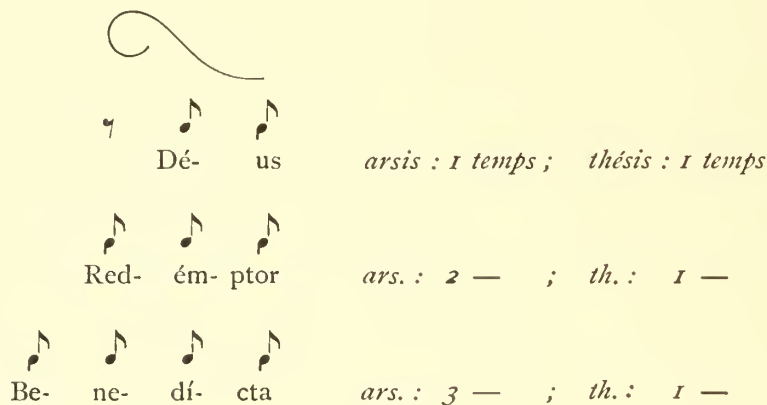 Dé- us arsis : 1 temps ; thésis : 1 temps
Red- ém- ptor ars. : 2 — ; th. : 1 —
Be- ne- dí- cta ars. : 3 — ; th. : 1 —